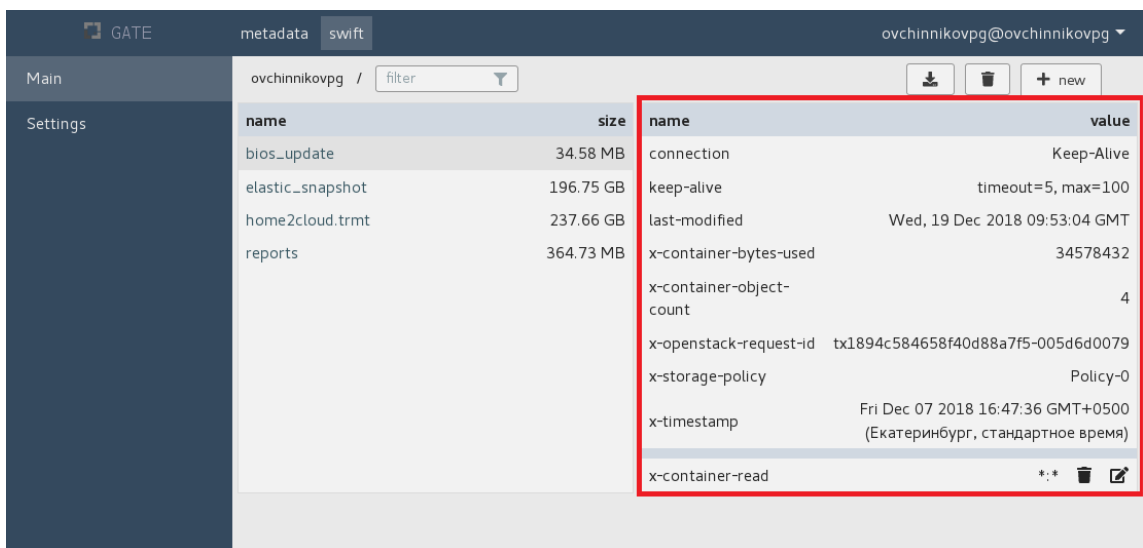 GATE metadata swift ovchinnikovpg@ovchinnikovpg
Main
Settings
ovchinnikovpg / filter + new
name size
bios_update 34.58 MB
elastic_snapshot 196.75 GB
home2cloud.trmt 237.66 GB
reports 364.73 MB
name value
connection Keep-Alive
keep-alive timeout=5, max=100
last-modified Wed, 19 Dec 2018 09:53:04 GMT
x-container-bytes-used 34578432
x-container-object-
count 4
x-openstack-request-id tx1894c584658f40d88a7f5-005d6d0079
x-storage-policy Policy-0
x-timestamp Fri Dec 07 2018 16:47:36 GMT+0500
(Екатеринбург, стандартное время)
x-container-read *:*